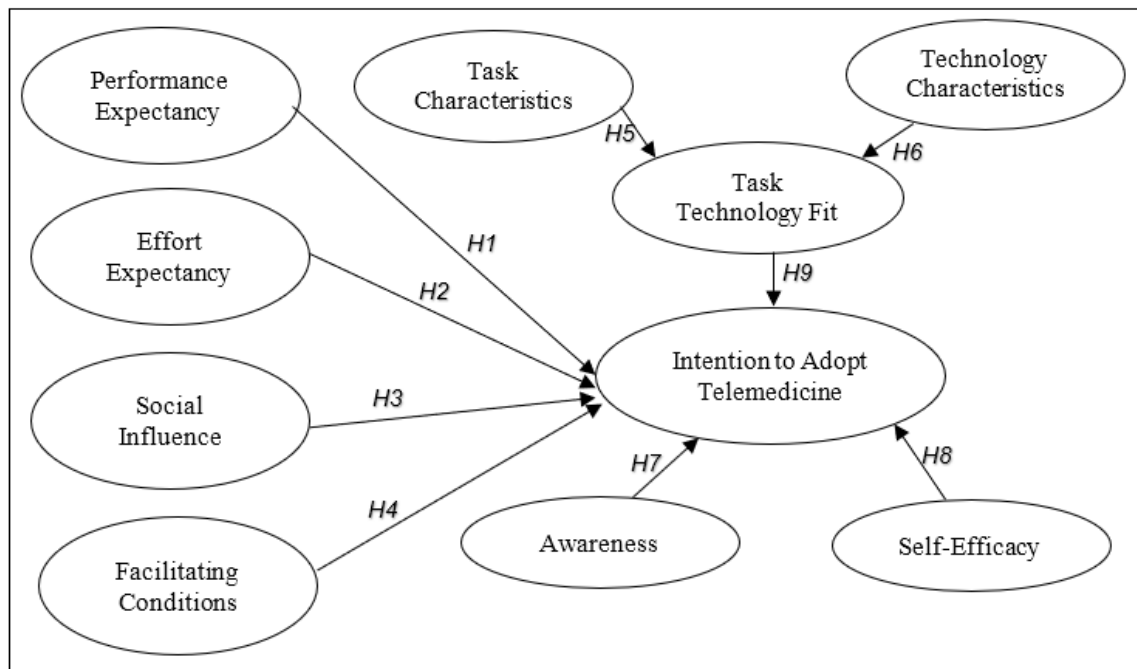 Performance
Expectancy
Task
Characteristics
Technology
Characteristics
H5
H6
Task
Technology Fit
Effort
Expectancy
H1
H2
H9
Intention to Adopt
Telemedicine
Social
Influence
H3
H4
H7
H8
Awareness
Self-Efficacy
Facilitating
Conditions